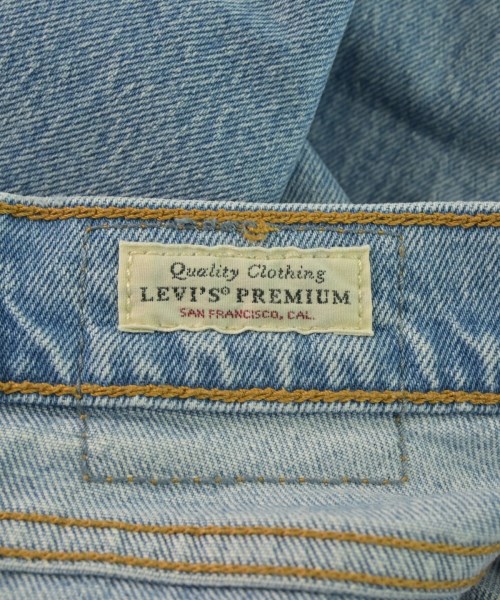 Quality Clothing
LEVI'S® PREMIUM
SAN FRANCISCO, CAL.